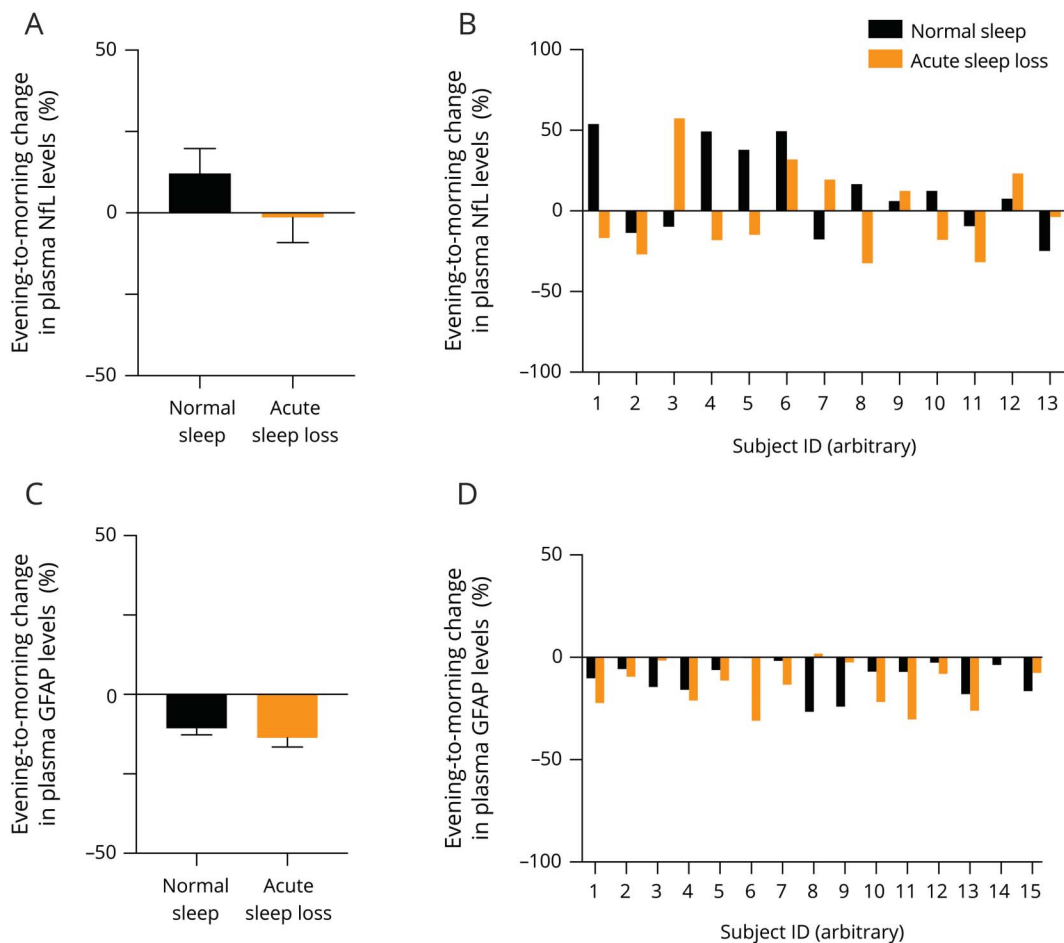 A
Evening-to-morning change
in plasma NfL levels (%)
50
0
–50
Normal
sleep
Acute
sleep loss
B
Normal sleep
Acute sleep loss
Evening-to-morning change
in plasma NfL levels (%)
100
50
0
–50
–100
1 2 3 4 5 6 7 8 9 10 11 12 13
Subject ID (arbitrary)
C
Evening-to-morning change
in plasma GFAP levels (%)
50
0
–50
Normal
sleep
Acute
sleep loss
D
Evening-to-morning change
in plasma GFAP levels (%)
50
0
–50
–100
1 2 3 4 5 6 7 8 9 10 11 12 13 14 15
Subject ID (arbitrary)